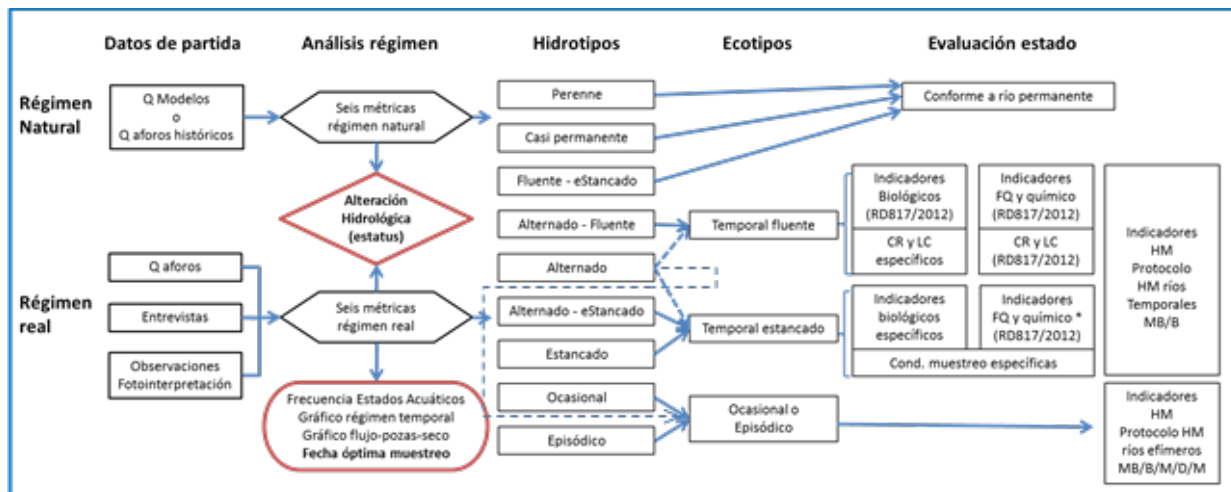 Datos de partida
Análisis régimen
Hidrotipos
Ecotipos
Evaluación estado
Régimen
Natural
Q Modelos
o
Q aforos históricos
Seis métricas
régimen natural
Perenne
Casi permanente
Fluente - eStancado
Conforme a río permanente
Alteración
Hidrológica
(estatus)
Alternado - Fluente
Temporal fluente
Indicadores
Biológicos
(RD817/2012)
CR y LC
específicos
Indicadores
FQ y químico
(RD817/2012)
CR y LC
(RD817/2012)
Indicadores
HM
Protocolo
HM ríos
Temporales
MB/B
Régimen
real
Q aforos
Entrevistas
Observaciones
Fotointerpretación
Seis métricas
régimen real
Alternado
Alternado - eStancado
Estancado
Temporal estancado
Indicadores
biológicos
específicos
Indicadores
FQ y químico *
(RD817/2012)
Cond. muestreo específicas
Frecuencia Estados Acuáticos
Gráfico régimen temporal
Gráfico flujo-pozas-seco
Fecha óptima muestreo
Ocasional
Episódico
Ocasional o
Episódico
Indicadores
HM
Protocolo HM
ríos efímeros
MB/B/M/D/M